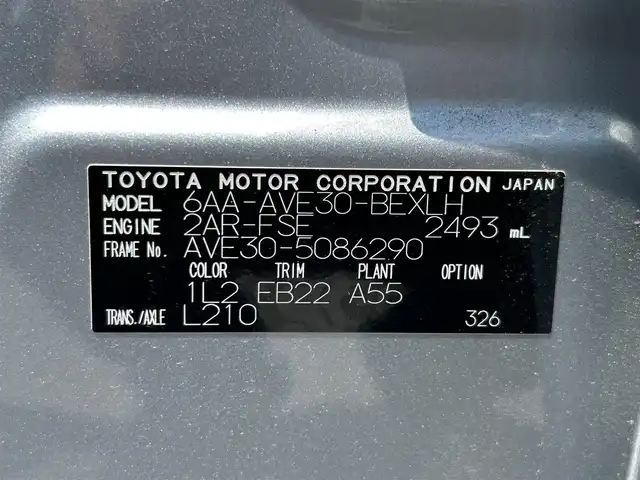 TOYOTA MOTOR CORPORATION JAPAN
MODEL 6AA-AVE30-BEXLH
ENGINE 2AR-FSE 2493 mL
FRAME No. AVE30-5086290
COLOR TRIM PLANT OPTION
1L2 EB22 A55
TRANS./AXLE L210 326